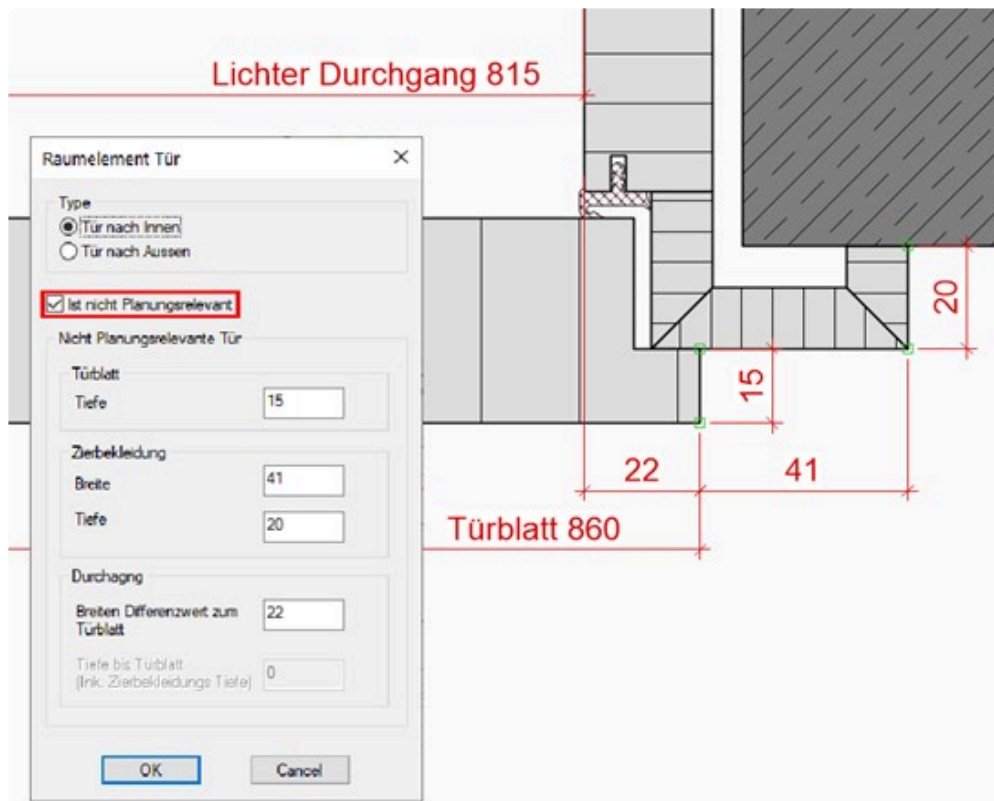 Lichter Durchgang 815
Raumelement Tür
Type
Tür nach Innen
Tür nach Aussen
Ist nicht Planungsrelevant
Nicht Planungsrelevante Tür
Türblatt
Tiefe 15
Zierbekleidung
Breite 41
Tiefe 20
Durchagng
Breiten Differenzwert zum
Türblatt
22
Tiefe bis Türblatt
(Ink. Zierbekleidungs Tiefe)
0
OK Cancel
20
15
22 41
Türblatt 860